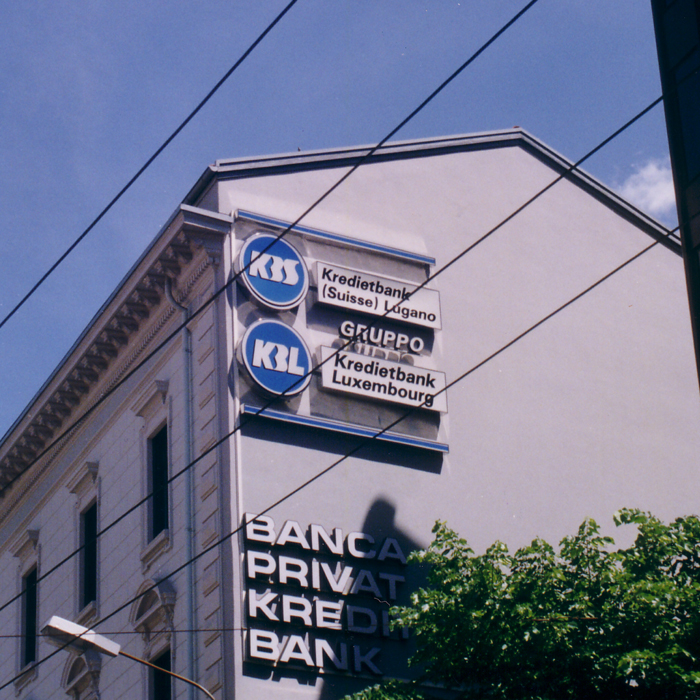 KBS
Kredietbank
(Suisse) Lugano
GRUPPO
KBL
Kredietbank
Luxembourg
BANCA
PRIVAT
KREDIT
BANK